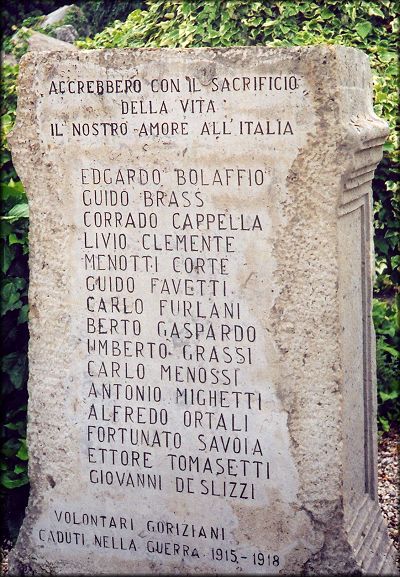 ACCREBBERO CON IL SACRIFICIO
DELLA VITA
IL NOSTRO AMORE ALL'ITALIA
EDGARDO BOLAFFIO
GUIDO BRASS
CORRADO CAPPELLA
LIVIO CLEMENTE
MENOTTI CORTE
GUIDO FAVETTI
CARLO FURLANI
BERTO GASPARDO
UMBERTO GRASSI
CARLO MENOSSI
ANTONIO MIGHETTI
ALFREDO ORTALI
FORTUNATO SAVOIA
ETTORE TOMASETTI
GIOVANNI DESLIZZI
VOLONTARI GORIZIANI
CADUTI NELLA GUERRA 1915-1918